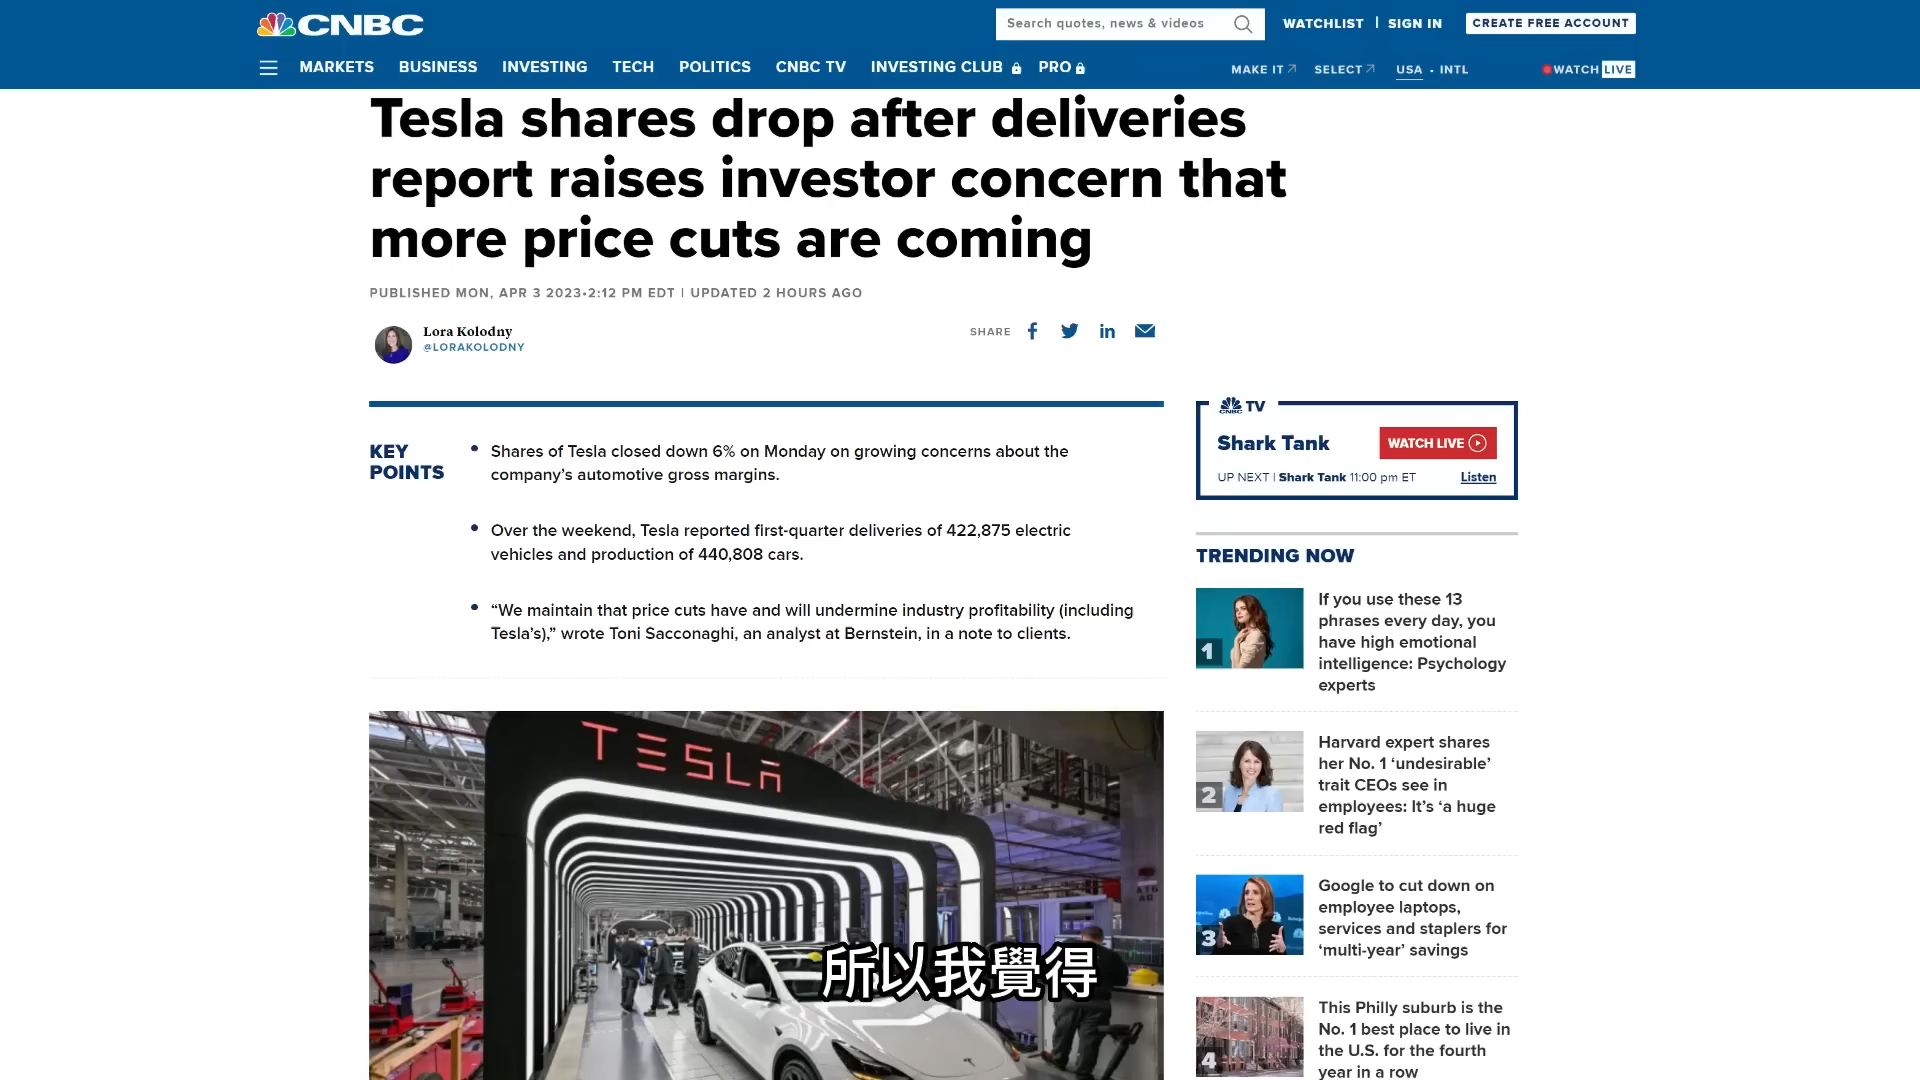 CNBC
Search quotes, news & videos
WATCHLIST | SIGN IN
CREATE FREE ACCOUNT
MARKETS BUSINESS INVESTING TECH POLITICS CNBC TV INVESTING CLUB PRO
MAKE IT SELECT USA - INTL WATCH LIVE
Tesla shares drop after deliveries
report raises investor concern that
more price cuts are coming
PUBLISHED MON, APR 3 2023•2:12 PM EDT | UPDATED 2 HOURS AGO
Lora Kolodny
@LORAKOLODNY
SHARE
KEY
POINTS
• Shares of Tesla closed down 6% on Monday on growing concerns about the
company’s automotive gross margins.
• Over the weekend, Tesla reported first-quarter deliveries of 422,875 electric
vehicles and production of 440,808 cars.
• “We maintain that price cuts have and will undermine industry profitability (including
Tesla’s),” wrote Toni Sacconaghi, an analyst at Bernstein, in a note to clients.
TESLA
所以我覺得
CNBC TV
Shark Tank
WATCH LIVE
UP NEXT | Shark Tank 11:00 pm ET
Listen
TRENDING NOW
1
If you use these 13
phrases every day, you
have high emotional
intelligence: Psychology
experts
2
Harvard expert shares
her No. 1 ‘undesirable’
trait CEOs see in
employees: It’s ‘a huge
red flag’
3
Google to cut down on
employee laptops,
services and staplers for
‘multi-year’ savings
4
This Philly suburb is the
No. 1 best place to live in
the U.S. for the fourth
year in a row